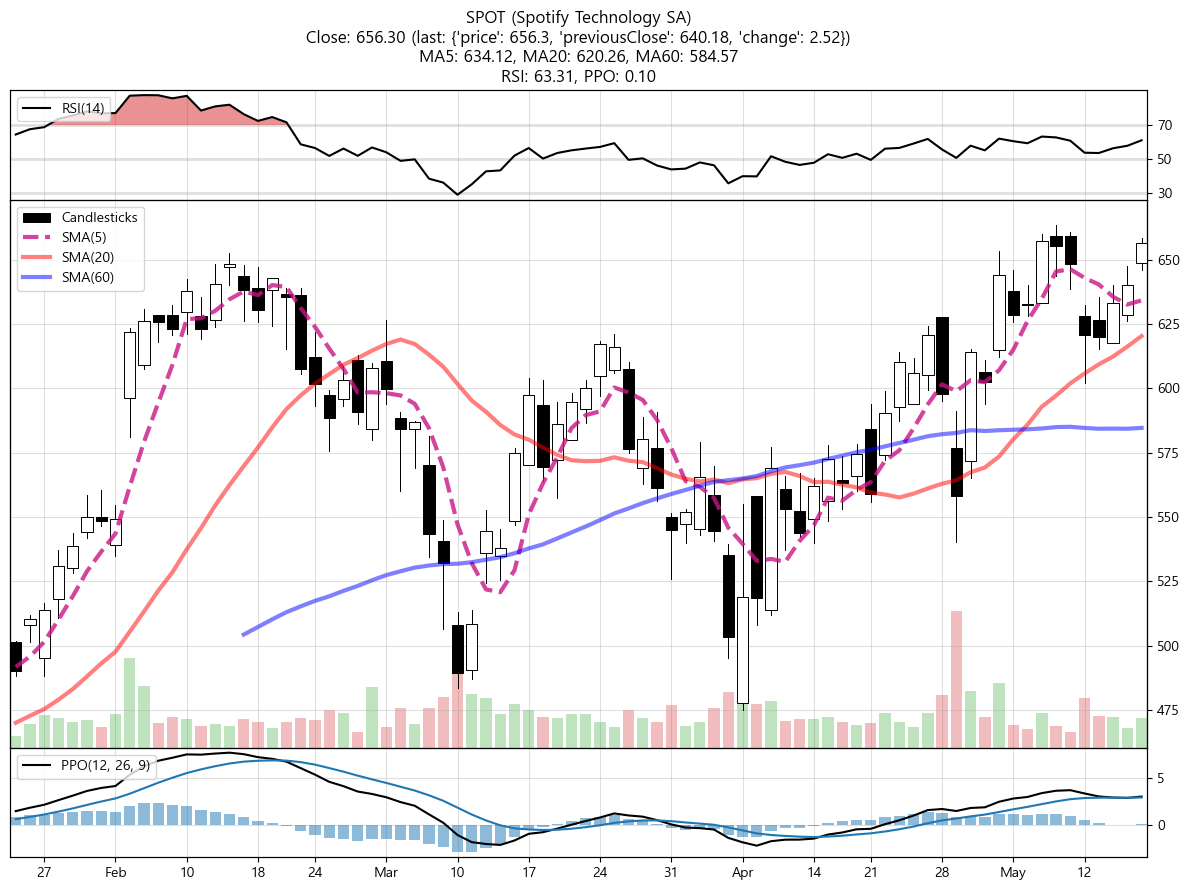 SPOT (Spotify Technology SA)
Close: 656.30 (last: {'price': 656.3, 'previousClose': 640.18, 'change': 2.52})
MA5: 634.12, MA20: 620.26, MA60: 584.57
RSI: 63.31, PPO: 0.10
RSI(14)
70
50
30
Candlesticks
SMA(5)
SMA(20)
SMA(60)
650
625
600
575
550
525
500
475
PPO(12, 26, 9)
5
0
27 Feb 10 18 24 Mar 10 17 24 31 Apr 14 21 28 May 12